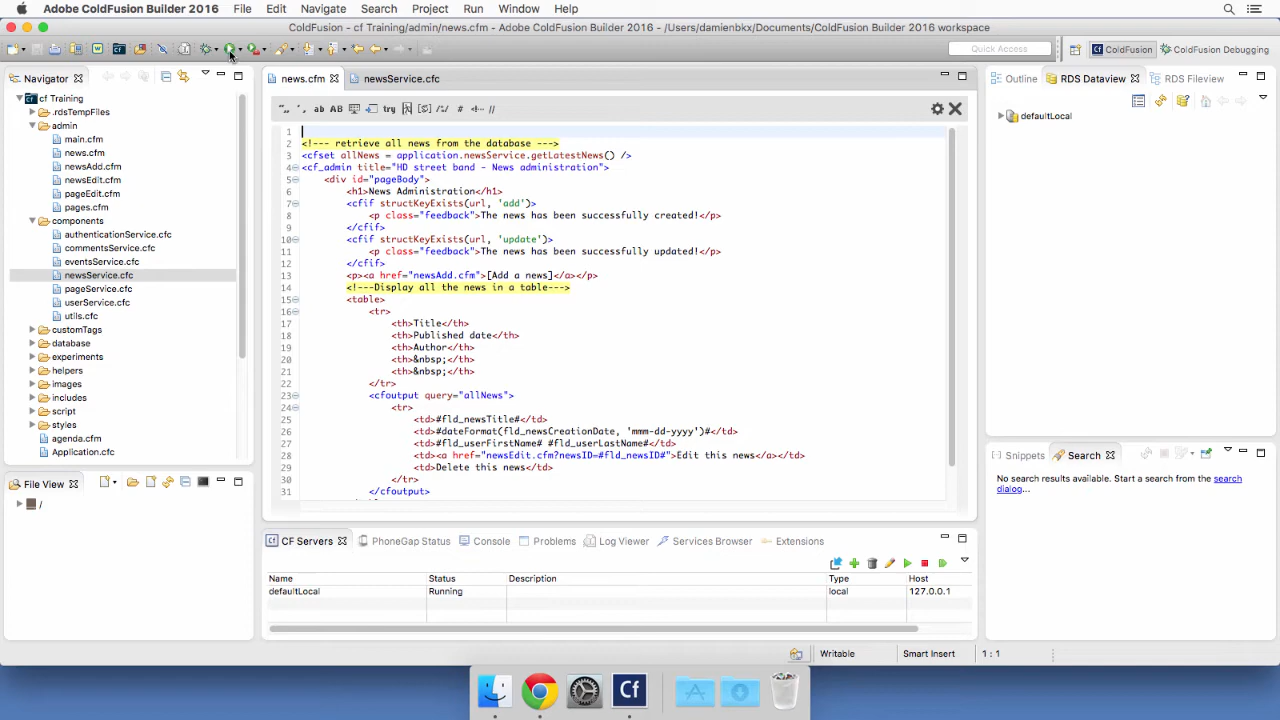 Adobe ColdFusion Builder 2016 File Edit Navigate Search Project Run Window Help
ColdFusion - cf Training/admin/news.cfm - Adobe ColdFusion Builder 2016 - /Users/damienbkx/Documents/ColdFusion Builder 2016 workspace
Quick Access
ColdFusion
ColdFusion Debugging
Navigator
cf Training
.rdsTempFiles
admin
main.cfm
news.cfm
newsAdd.cfm
newsEdit.cfm
pageEdit.cfm
pages.cfm
components
authenticationService.cfc
commentsService.cfc
eventsService.cfc
newsService.cfc
pageService.cfc
userService.cfc
utils.cfc
customTags
database
experiments
helpers
images
includes
script
styles
agenda.cfm
Application.cfc
File View
/
news.cfm
newsService.cfc
ab AB try # //
1
2 <!--- retrieve all news from the database --->
3 <cfset allNews = application.newsService.getLatestNews() />
4 <cf_admin title="HD street band - News administration">
5 <div id="pageBody">
6 <h1>News Administration</h1>
7 <cfif structKeyExists(url, 'add')>
8 <p class="feedback">The news has been successfully created!</p>
9 </cfif>
10 <cfif structKeyExists(url, 'update')>
11 <p class="feedback">The news has been successfully updated!</p>
12 </cfif>
13 <p><a href="newsAdd.cfm">[Add a news]</a></p>
14 <!---Display all the news in a table--->
15 <table>
16 <tr>
17 <th>Title</th>
18 <th>Published date</th>
19 <th>Author</th>
20 <th>&nbsp;</th>
21 <th>&nbsp;</th>
22 </tr>
23 <cfoutput query="allNews">
24 <tr>
25 <td>#fld_newsTitle#</td>
26 <td>#dateFormat(fld_newsCreationDate, 'mmm-dd-yyyy')#</td>
27 <td>#fld_userFirstName# #fld_userLastName#</td>
28 <td><a href="newsEdit.cfm?newsID=#fld_newsID#">Edit this news</a></td>
29 <td>Delete this news</td>
30 </tr>
31 </cfoutput>
CF Servers PhoneGap Status Console Problems Log Viewer Services Browser Extensions
Name Status Description Type Host
defaultLocal Running local 127.0.0.1
Outline RDS Dataview RDS Fileview
defaultLocal
Snippets Search
No search results available. Start a search from the search
dialog...
Writable Smart Insert 1 : 1
Cf